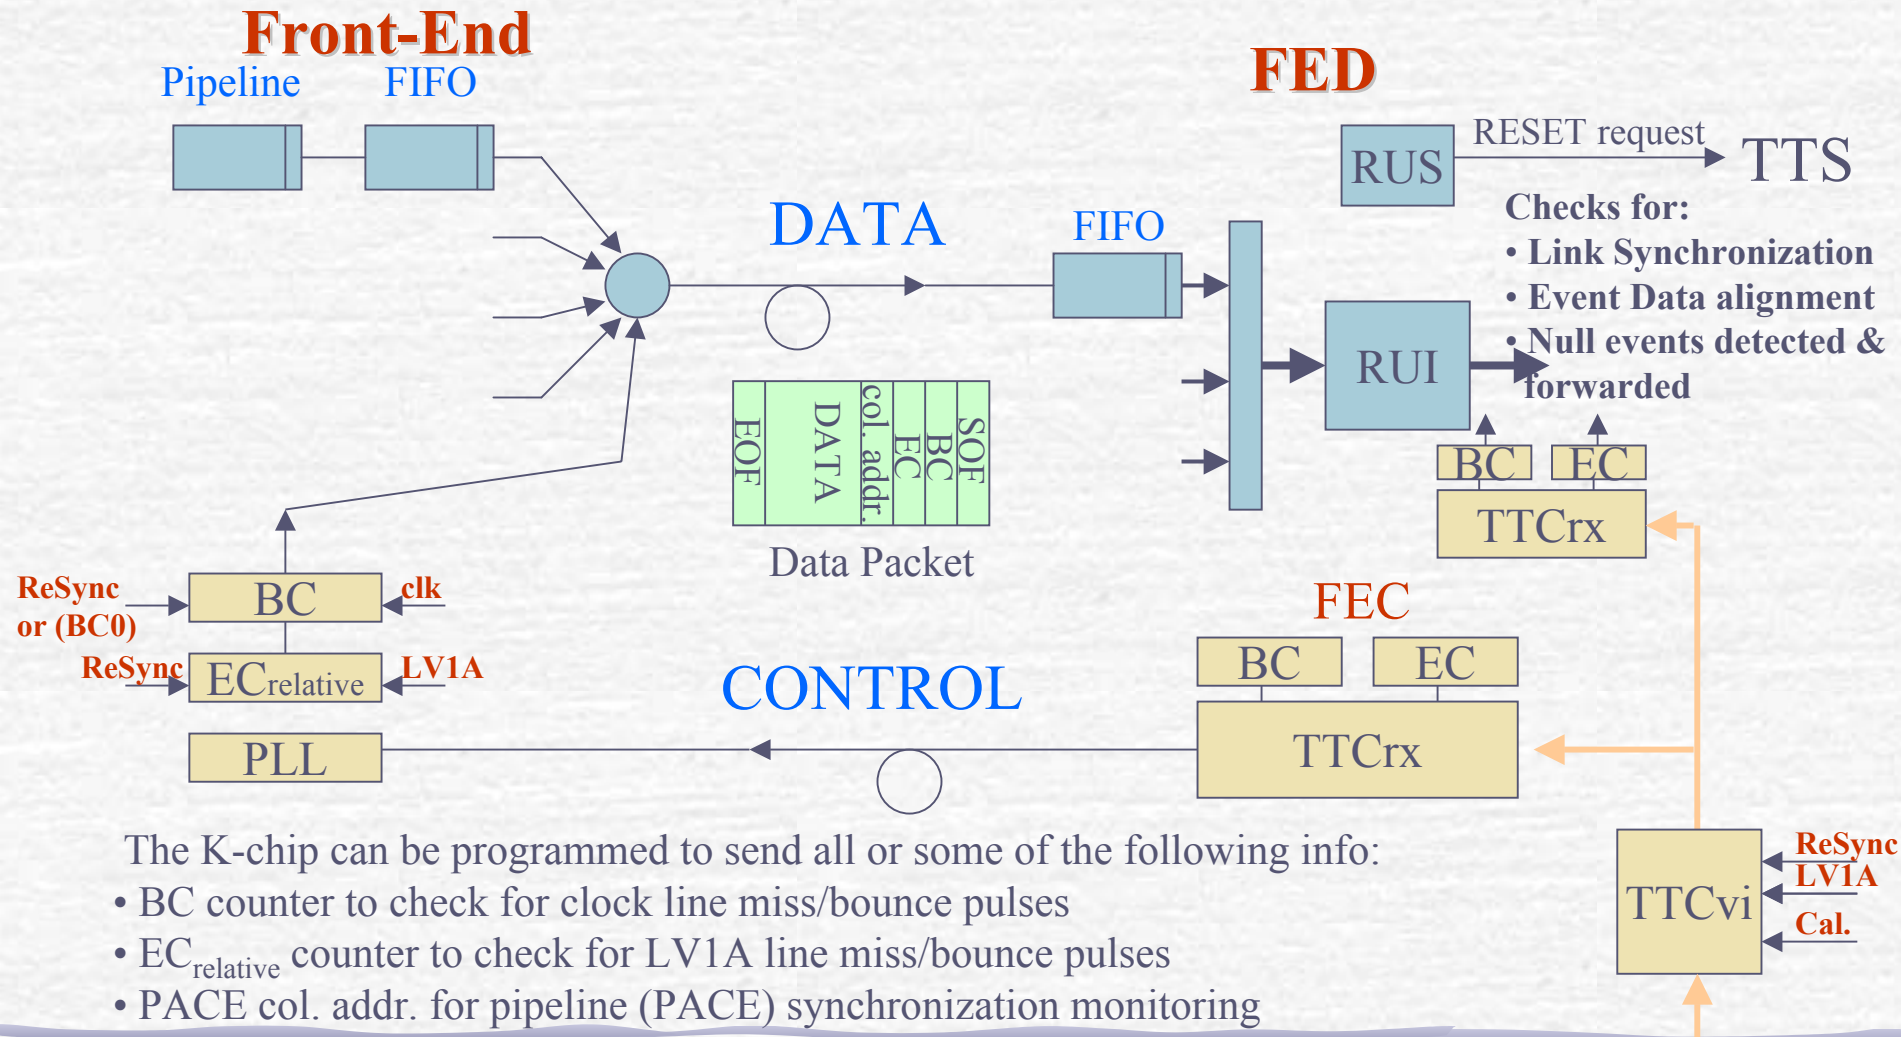 Front-End
Pipeline
FIFO
FED
RUS
RESET request
TTS
Checks for:
• Link Synchronization
• Event Data alignment
• Null events detected &
forwarded
DATA
FIFO
RUI
EOF
DATA
col. addr.
EC
BC
SOF
Data Packet
BC
EC
TTCrx
ReSync
or (BC0)
BC
clk
ReSync
ECrelative
LV1A
PLL
CONTROL
FEC
BC
EC
TTCrx
TTCvi
ReSync
LV1A
Cal.
The K-chip can be programmed to send all or some of the following info:
• BC counter to check for clock line miss/bounce pulses
• ECrelative counter to check for LV1A line miss/bounce pulses
• PACE col. addr. for pipeline (PACE) synchronization monitoring